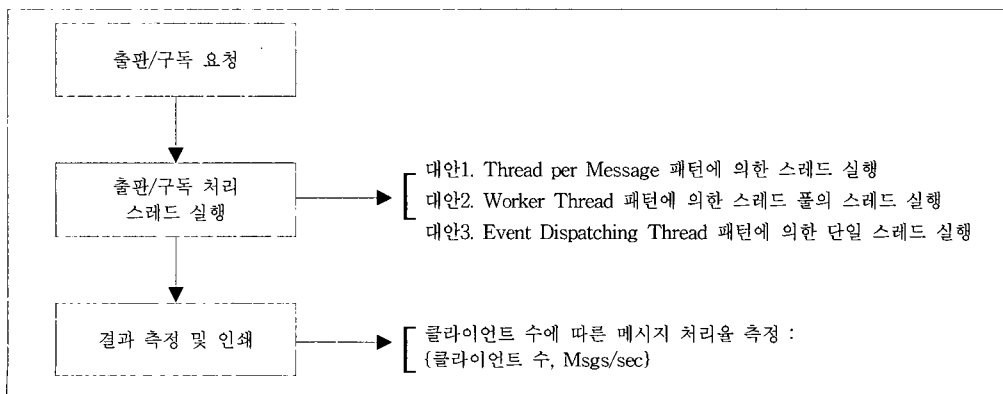 출판/구독 요청
출판/구독 처리
스레드 실행
대안1. Thread per Message 패턴에 의한 스레드 실행
대안2. Worker Thread 패턴에 의한 스레드 풀의 스레드 실행
대안3. Event Dispatching Thread 패턴에 의한 단일 스레드 실행
결과 측정 및 인쇄
클라이언트 수에 따른 메시지 처리율 측정 :
{클라이언트 수, Msgs/sec}